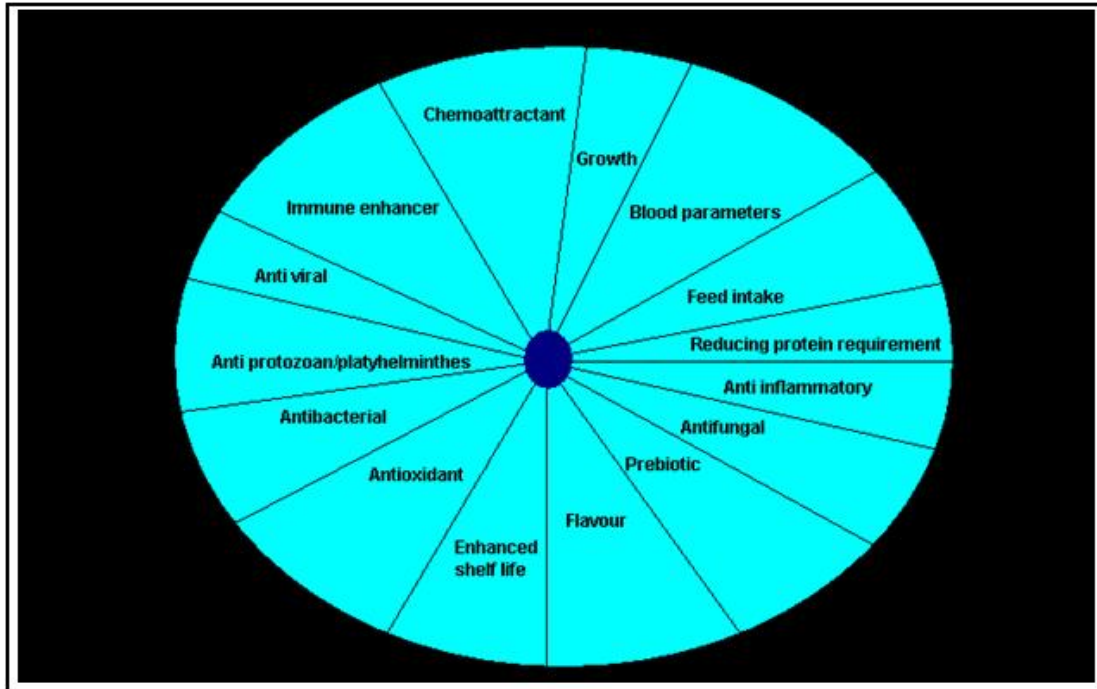 Chemoattractant
Growth
Immune enhancer
Blood parameters
Anti viral
Feed intake
Reducing protein requirement
Anti protozoan/platyhelminthes
Anti inflammatory
Antibacterial
Antifungal
Prebiotic
Antioxidant
Flavour
Enhanced
shelf life